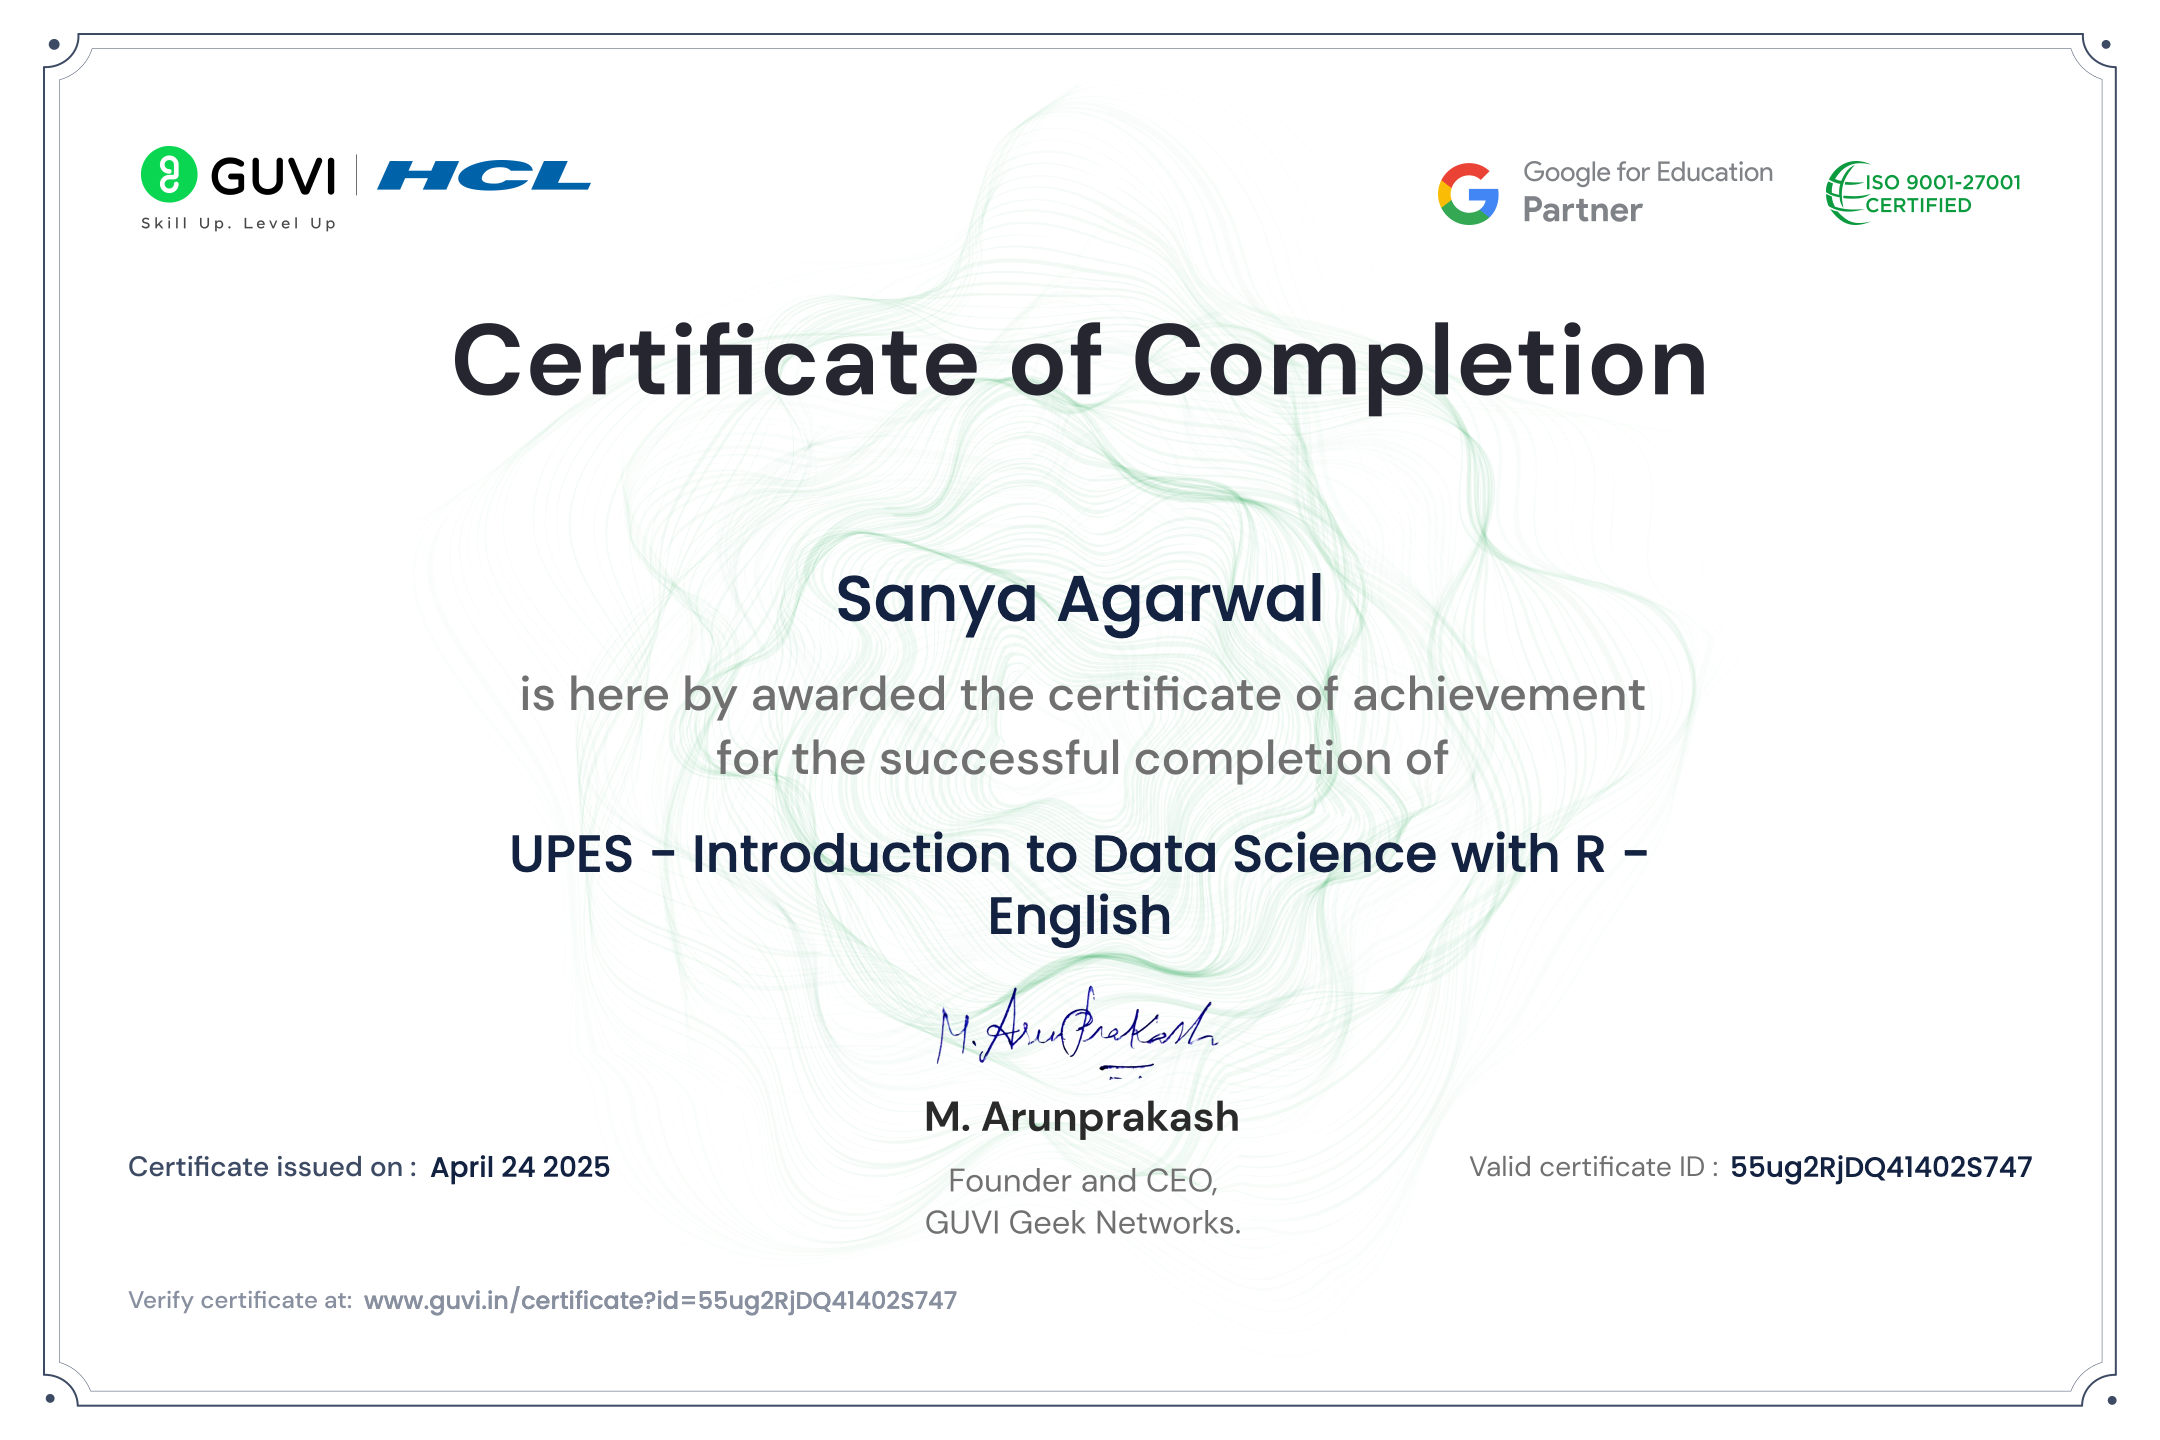 GUVI | HCL
Skill Up. Level Up
Google for Education
Partner
ISO 9001-27001
CERTIFIED
Certificate of Completion
Sanya Agarwal
is here by awarded the certificate of achievement
for the successful completion of
UPES - Introduction to Data Science with R -
English
M. ArunPrakash
M. Arunprakash
Founder and CEO,
GUVI Geek Networks.
Certificate issued on : April 24 2025
Valid certificate ID : 55ug2RjDQ41402S747
Verify certificate at: www.guvi.in/certificate?id=55ug2RjDQ41402S747